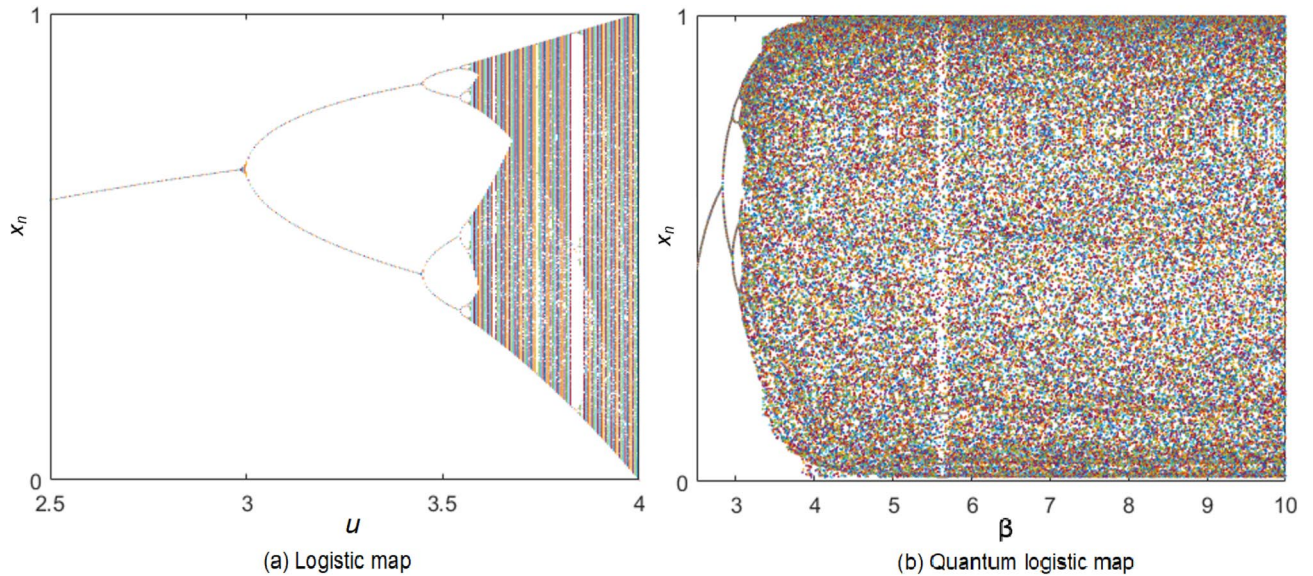 1
x_n
0
2.5 3 3.5 4
u
(a) Logistic map
1
x_n
0
3 4 5 6 7 8 9 10
β
(b) Quantum logistic map